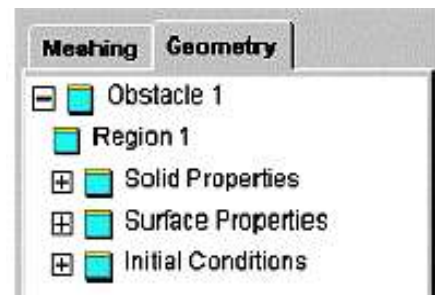 Meshing Geometry
Obstacle 1
Region 1
Solid Properties
Surface Properties
Initial Conditions